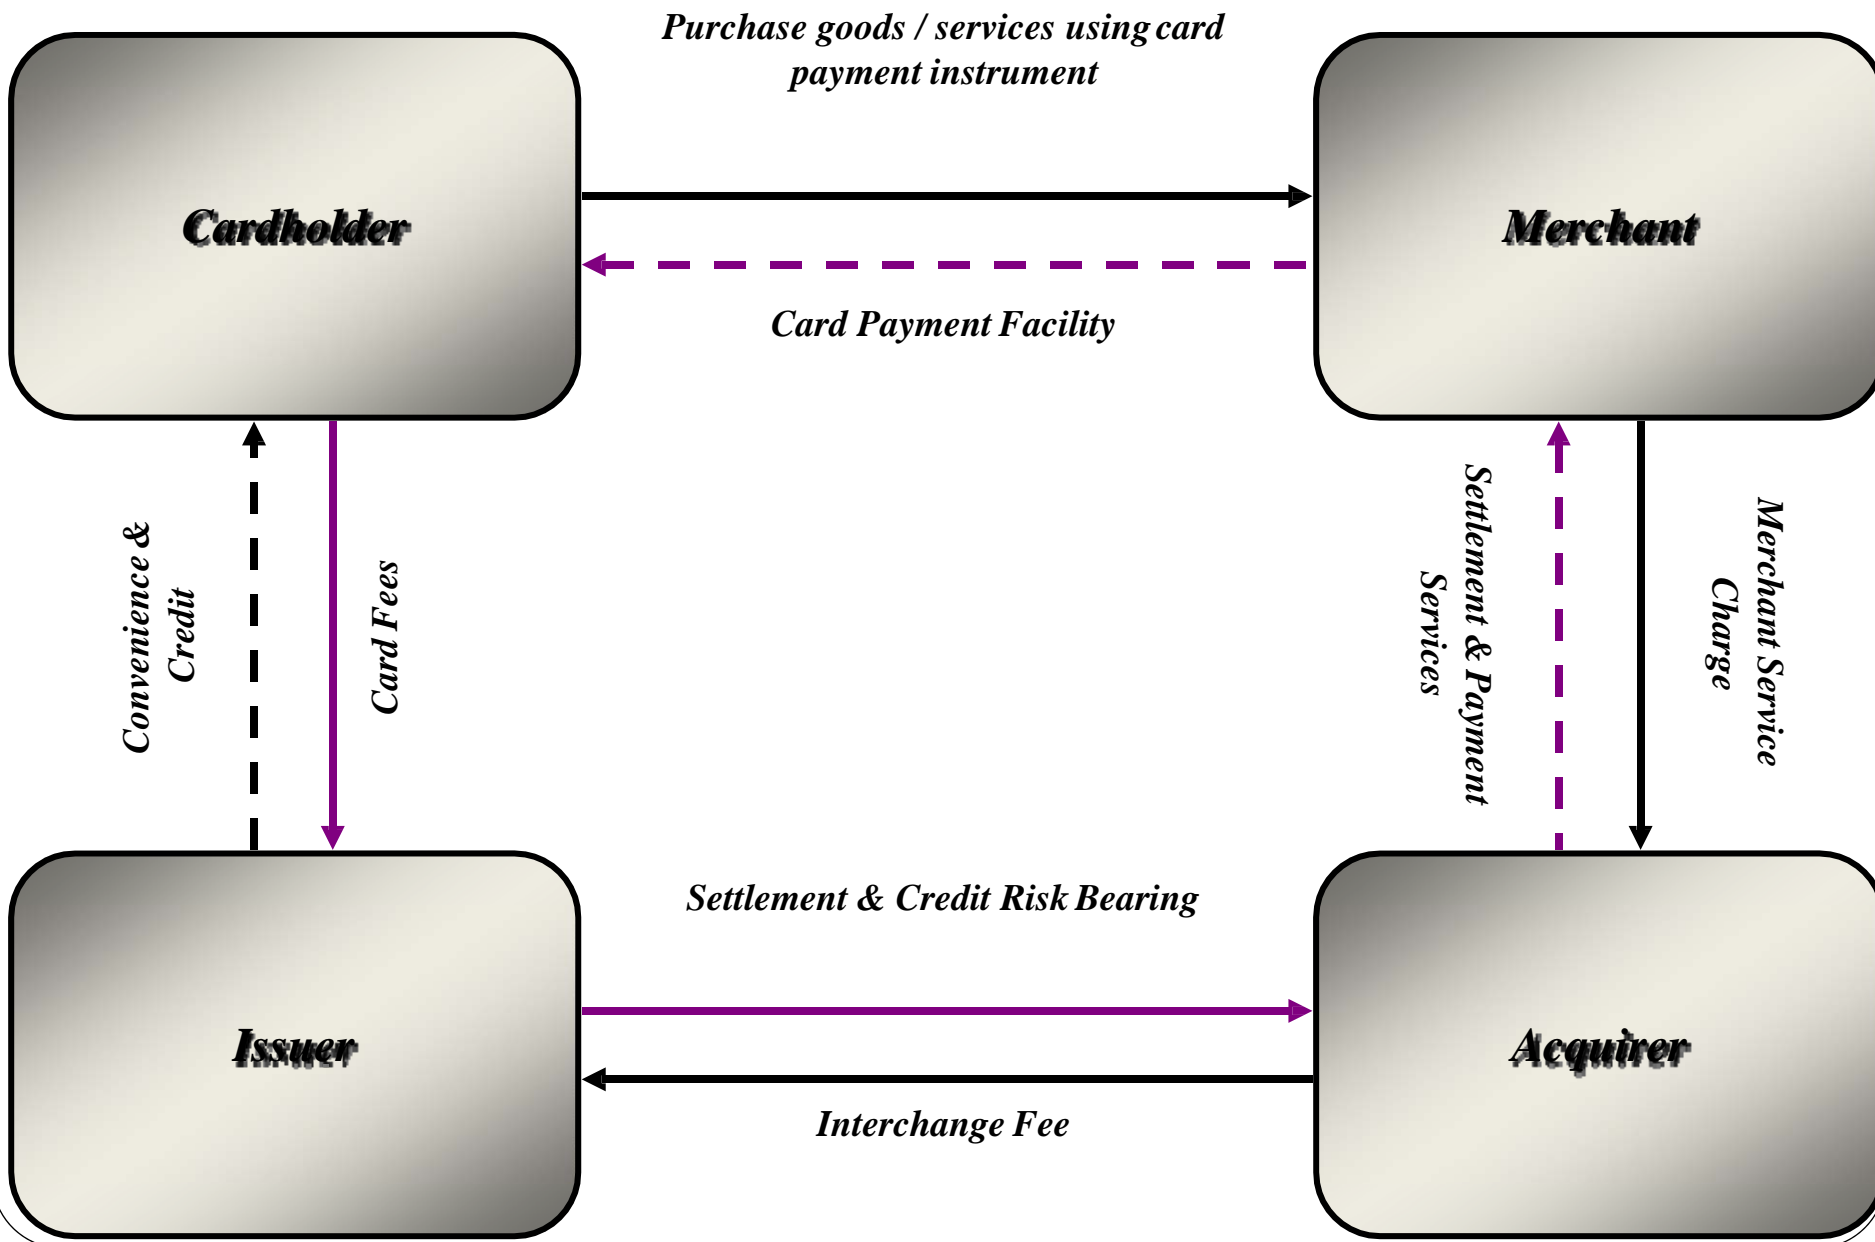 Purchase goods / services using card
payment instrument
Cardholder
Merchant
Card Payment Facility
Convenience &
Credit
Card Fees
Settlement & Payment
Services
Merchant Service
Charge
Settlement & Credit Risk Bearing
Issuer
Acquirer
Interchange Fee